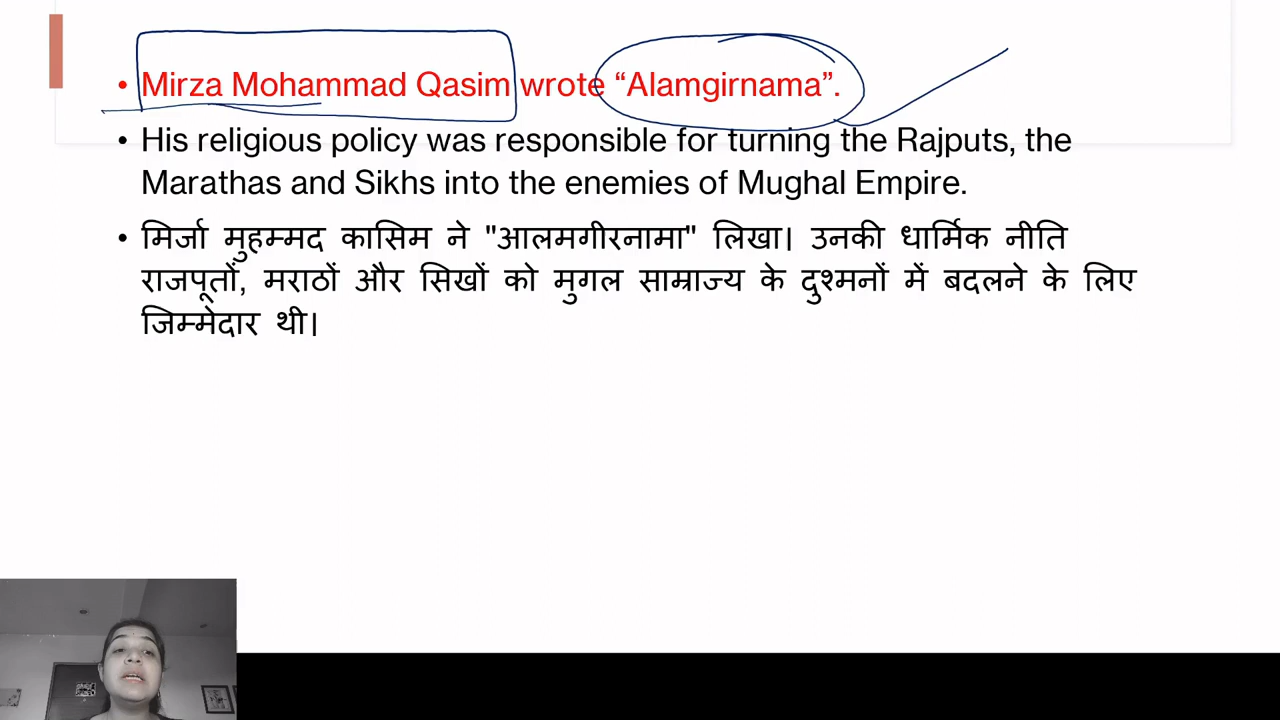 • Mirza Mohammad Qasim wrote “Alamgirnama”.
• His religious policy was responsible for turning the Rajputs, the
Marathas and Sikhs into the enemies of Mughal Empire.
• मिर्जा मुहम्मद कासिम ने "आलमगीरनामा" लिखा। उनकी धार्मिक नीति
राजपूतों, मराठों और सिखों को मुगल साम्राज्य के दुश्मनों में बदलने के लिए
जिम्मेदार थी।